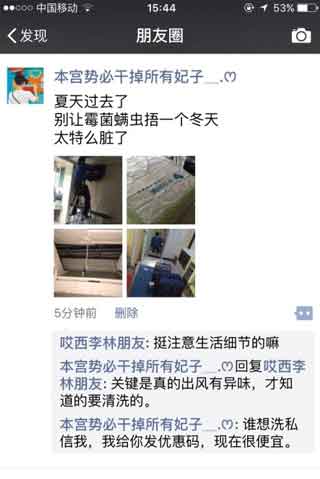 中国移动 15:44 53%
发现 朋友圈
本宫势必干掉所有妃子__.ღ
夏天过去了
别让霉菌螨虫捂一个冬天
太特么脏了
5分钟前 删除
哎西李林朋友: 挺注意生活细节的嘛
本宫势必干掉所有妃子__.ღ回复哎西李
林朋友: 关键是真的出风有异味，才知
道的要清洗的。
本宫势必干掉所有妃子__.ღ: 谁想洗私
信我，我给你发优惠码，现在很便宜。